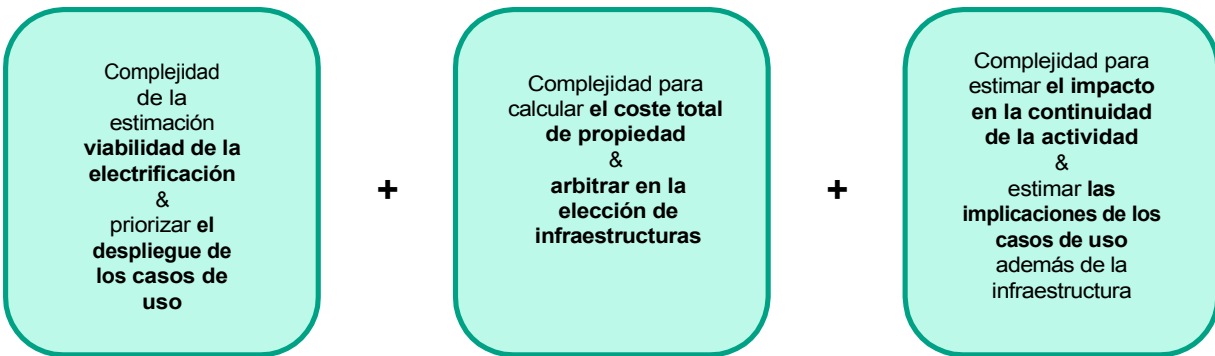 Complejidad
de la
estimación
viabilidad de la
electrificación
&
priorizar el
despliegue de
los casos de
uso
+
Complejidad para
calcular el coste total
de propiedad
&
arbitrar en la
elección de
infraestructuras
+
Complejidad para
estimar el impacto
en la continuidad
de la actividad
&
estimar las
implicaciones de los
casos de uso
además de la
infraestructura